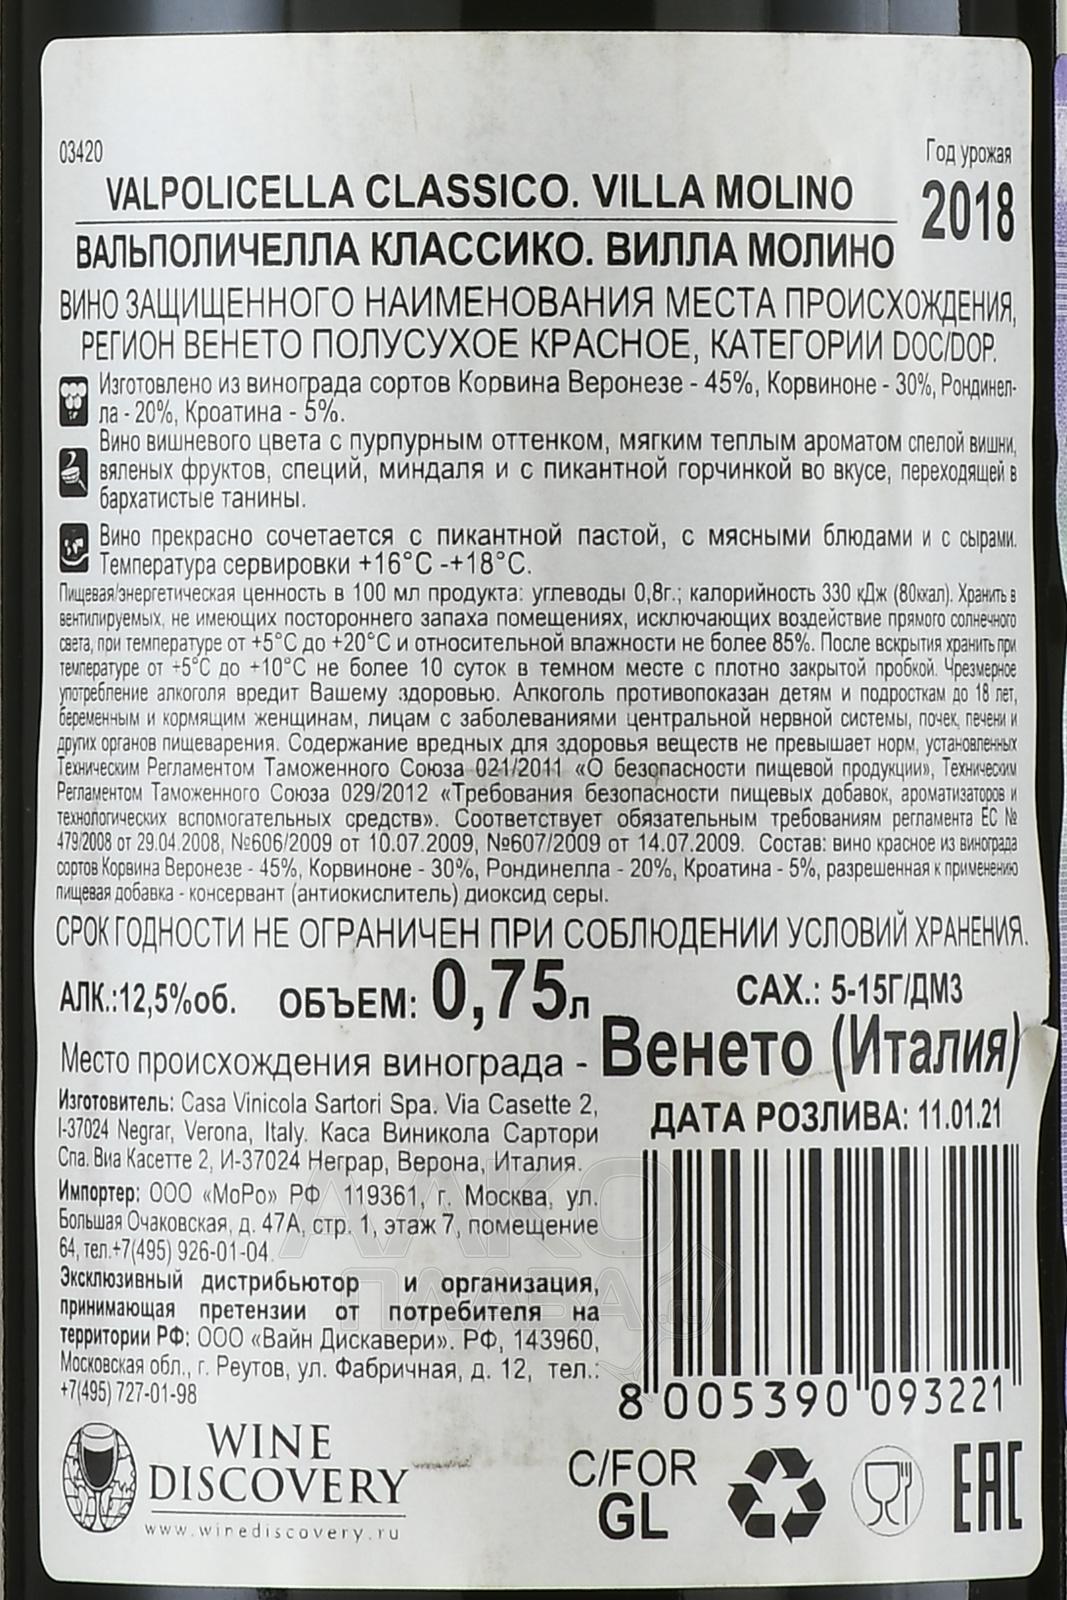 03420
Год урожая
2018
VALPOLICELLA CLASSICO. VILLA MOLINO
ВАЛЬПОЛИЧЕЛЛА КЛАССИКО. ВИЛЛА МОЛИНО
ВИНО ЗАЩИЩЕННОГО НАИМЕНОВАНИЯ МЕСТА ПРОИСХОЖДЕНИЯ,
РЕГИОН ВЕНЕТО ПОЛУСУХОЕ КРАСНОЕ, КАТЕГОРИИ DOC/DOP.
Изготовлено из винограда сортов Корвина Веронезе - 45%, Корвиноне - 30%, Рондинел-
ла - 20%, Кроатина - 5%.
Вино вишневого цвета с пурпурным оттенком, мягким теплым ароматом спелой вишни,
вяленых фруктов, специй, миндаля и с пикантной горчинкой во вкусе, переходящей в
бархатистые танины.
Вино прекрасно сочетается с пикантной пастой, с мясными блюдами и с сырами.
Температура сервировки +16°C -+18°C.
Пищевая/энергетическая ценность в 100 мл продукта: углеводы 0,8г.; калорийность 330 кДж (80ккал). Хранить в
вентилируемых, не имеющих постороннего запаха помещениях, исключающих воздействие прямого солнечного
света, при температуре от +5°C до +20°C и относительной влажности не более 85%. После вскрытия хранить при
температуре от +5°C до +10°C не более 10 суток в темном месте с плотно закрытой пробкой. Чрезмерное
употребление алкоголя вредит Вашему здоровью. Алкоголь противопоказан детям и подросткам до 18 лет,
беременным и кормящим женщинам, лицам с заболеваниями центральной нервной системы, почек, печени и
других органов пищеварения. Содержание вредных для здоровья веществ не превышает норм, установленных
Техническим Регламентом Таможенного Союза 021/2011 «О безопасности пищевой продукции», Техническим
Регламентом Таможенного Союза 029/2012 «Требования безопасности пищевых добавок, ароматизаторов и
технологических вспомогательных средств». Соответствует обязательным требованиям регламента ЕС №
479/2008 от 29.04.2008, №606/2009 от 10.07.2009, №607/2009 от 14.07.2009. Состав: вино красное из винограда
сортов Корвина Веронезе - 45%, Корвиноне - 30%, Рондинелла - 20%, Кроатина - 5%, разрешенная к применению
пищевая добавка - консервант (антиокислитель) диоксид серы.
СРОК ГОДНОСТИ НЕ ОГРАНИЧЕН ПРИ СОБЛЮДЕНИИ УСЛОВИЙ ХРАНЕНИЯ.
АЛК.:12,5%об. ОБЪЕМ: 0,75л САХ.: 5-15Г/ДМ3
Место происхождения винограда - Венето (Италия)
Изготовитель: Casa Vinicola Sartori Spa. Via Casette 2,
I-37024 Negrar, Verona, Italy. Каса Виникола Сартори
Спа. Виа Касетте 2, И-37024 Неграр, Верона, Италия.
Импортер: ООО «МоРо» РФ 119361, г. Москва, ул.
Большая Очаковская, д. 47А, стр. 1, этаж 7, помещение
64, тел.+7(495) 926-01-04.
Эксклюзивный дистрибьютор и организация,
принимающая претензии от потребителя на
территории РФ: ООО «Вайн Дискавери». РФ, 143960,
Московская обл., г. Реутов, ул. Фабричная, д. 12, тел.:
+7(495) 727-01-98
ДАТА РОЗЛИВА: 11.01.21
8 005390 093221
WINE
DISCOVERY
www.winediscovery.ru
C/FOR
GL
EAC
АЛКО
ПЛАВА
.ru